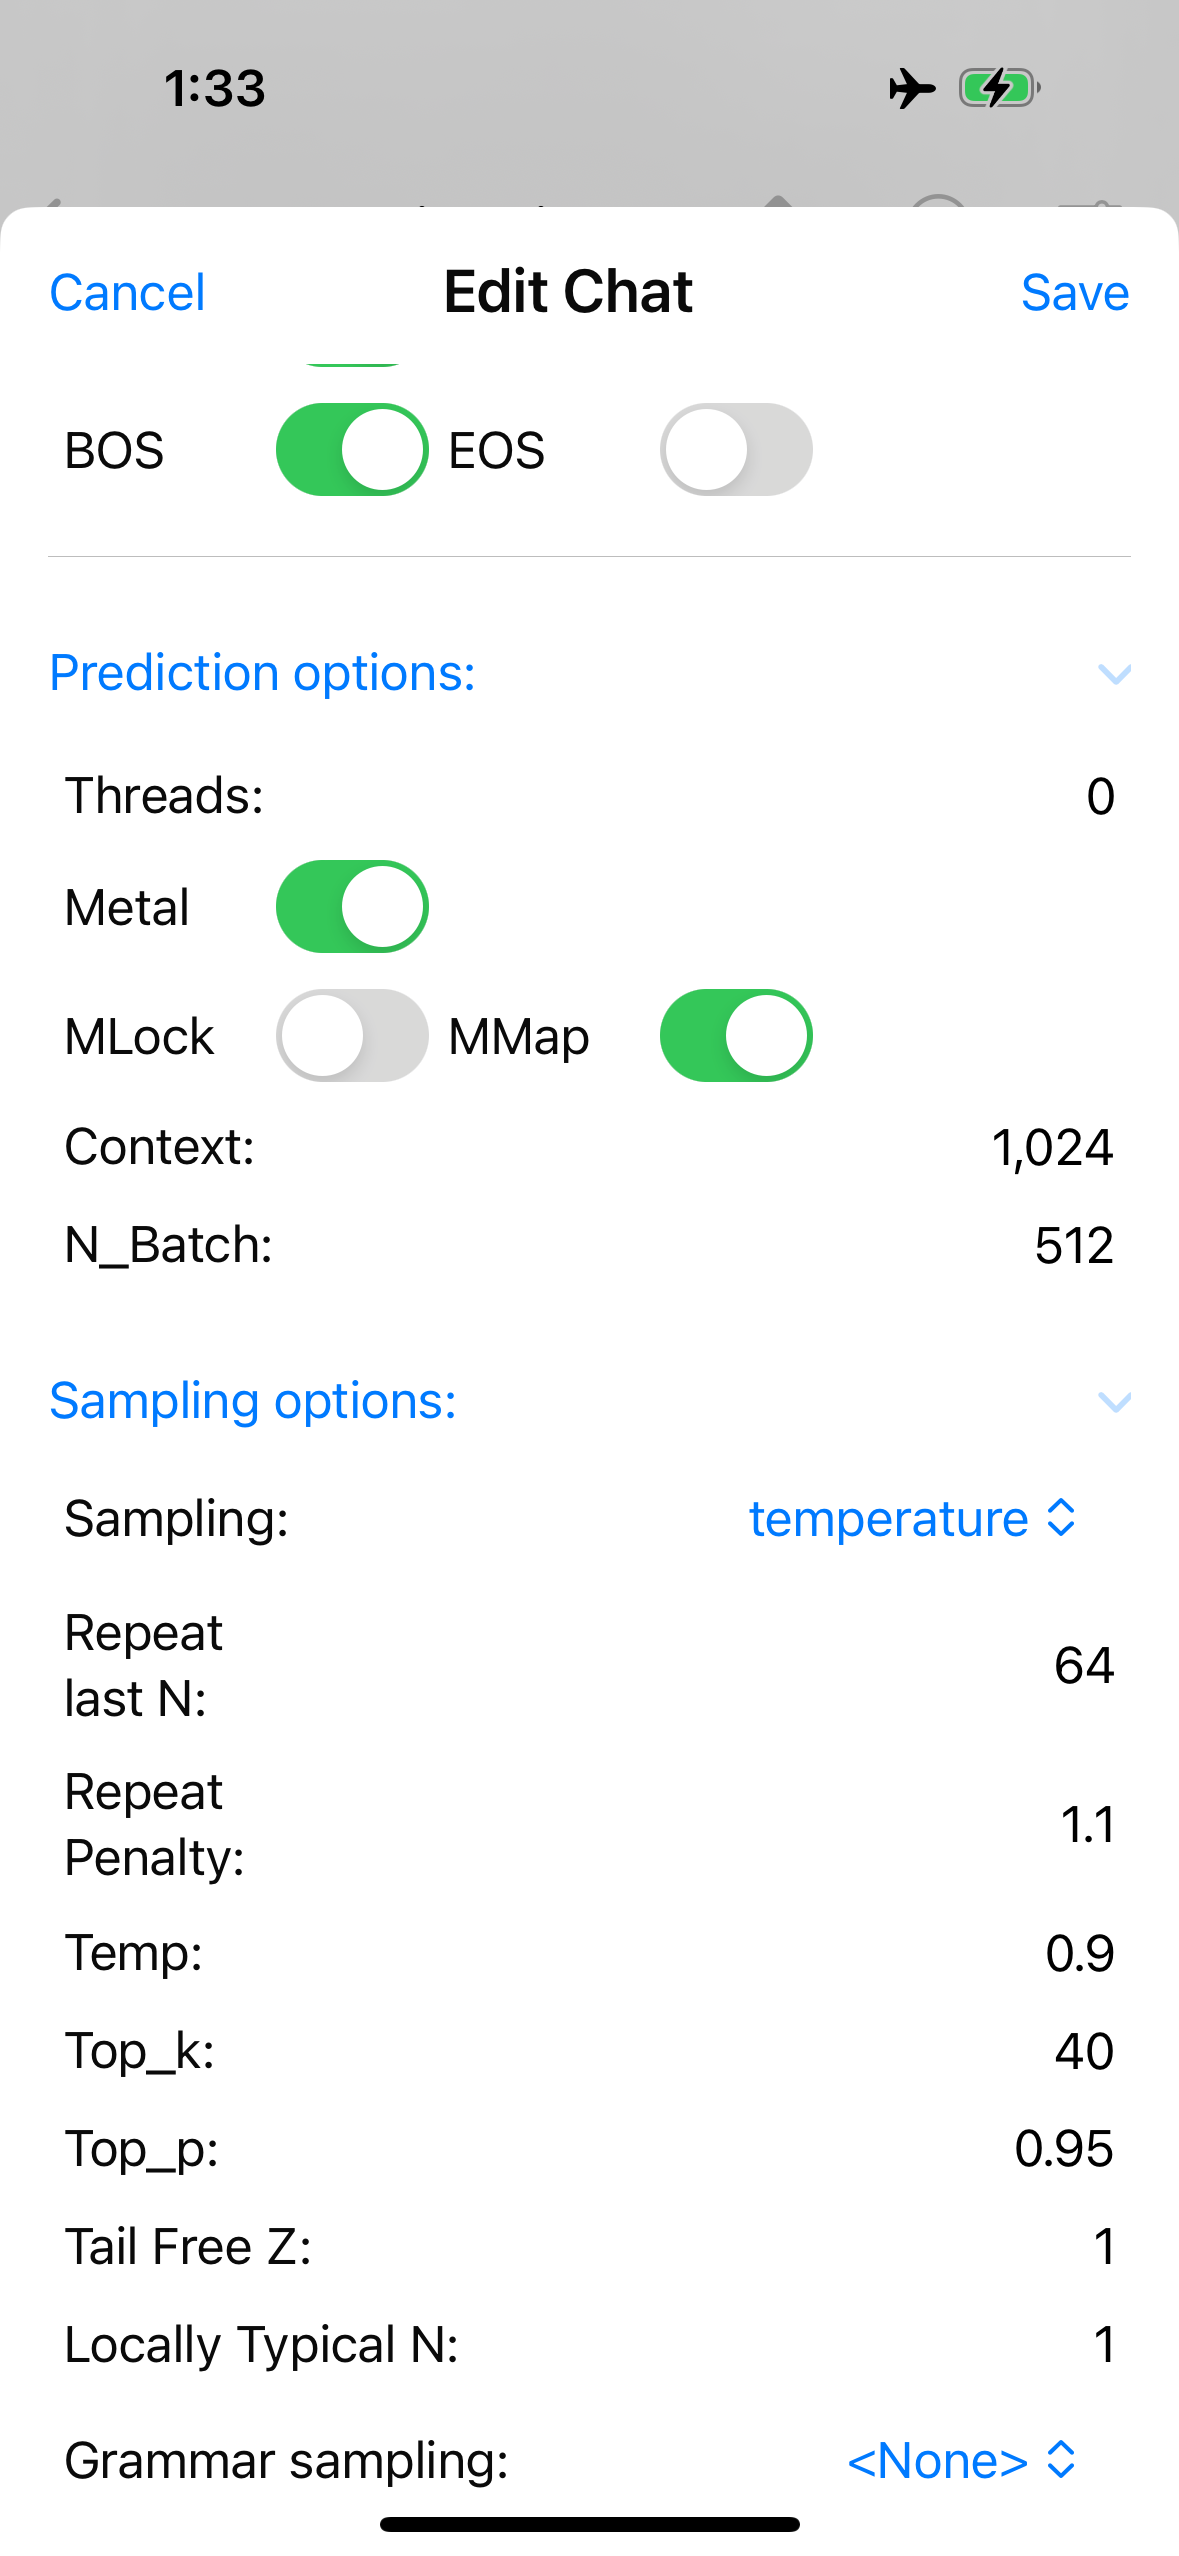 1:33
Cancel Edit Chat Save
BOS EOS
Prediction options:
Threads: 0
Metal
MLock MMap
Context: 1,024
N_Batch: 512
Sampling options:
Sampling: temperature
Repeat
last N: 64
Repeat
Penalty: 1.1
Temp: 0.9
Top_k: 40
Top_p: 0.95
Tail Free Z: 1
Locally Typical N: 1
Grammar sampling: <None>